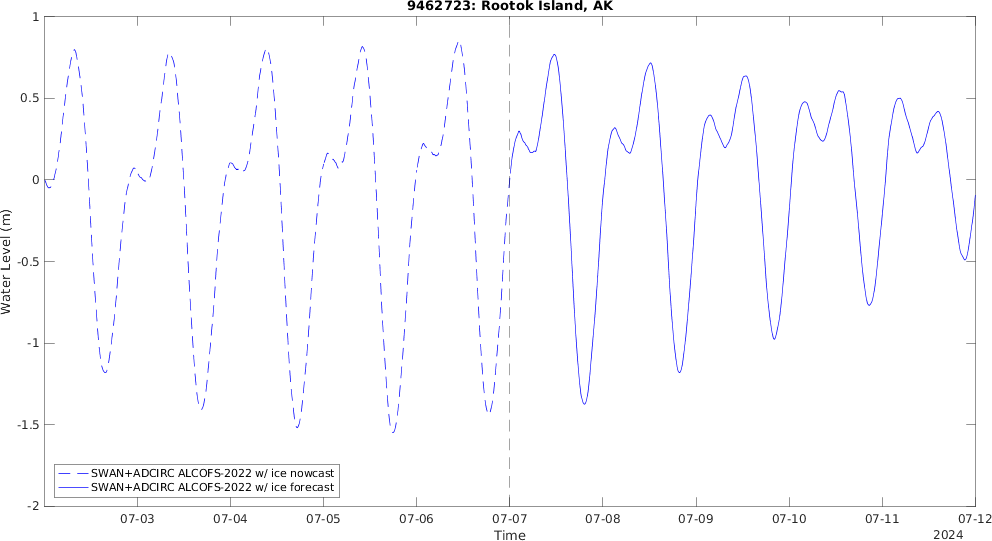 9462723: Rootok Island, AK
1
0.5
0
-0.5
-1
-1.5
-2
Water Level (m)
SWAN+ADCIRC ALCOFS-2022 w/ ice nowcast
SWAN+ADCIRC ALCOFS-2022 w/ ice forecast
07-03 07-04 07-05 07-06 07-07 07-08 07-09 07-10 07-11 07-12
Time
2024